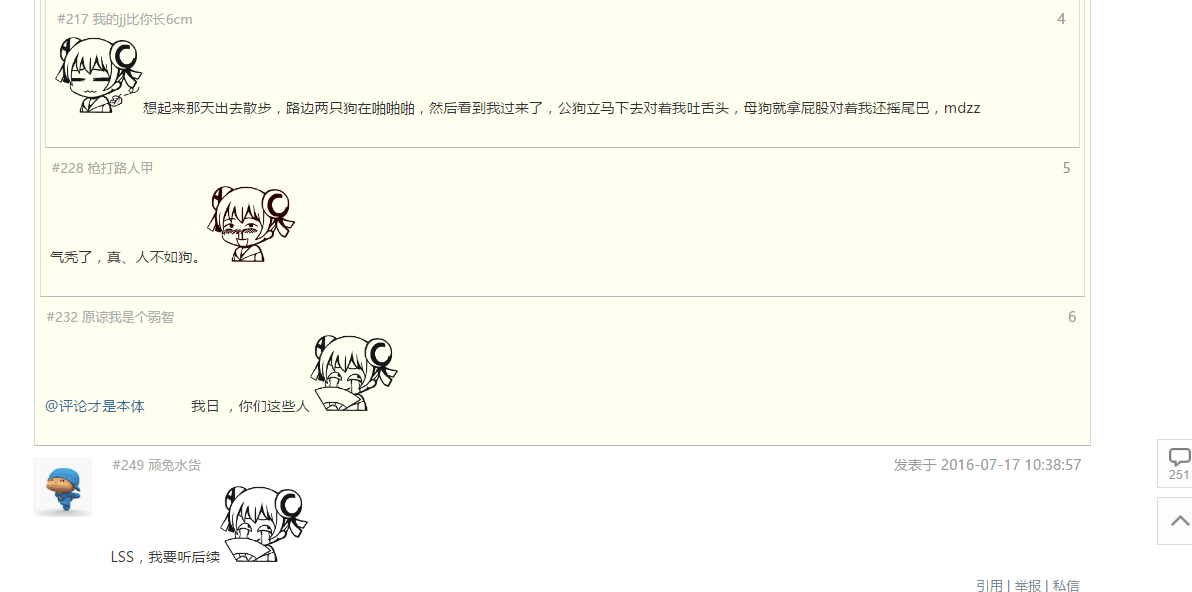 #217 我的jj比你长6cm 4
想起来那天出去散步，路边两只狗在啪啪啪，然后看到我过来了，公狗立马下去对着我吐舌头，母狗就拿屁股对着我还摇尾巴，mdzz
#228 枪打路人甲 5
气秃了，真、人不如狗。
#232 原谅我是个弱智 6
@评论才是本体 我日 ，你们这些人
#249 顽兔水货 发表于 2016-07-17 10:38:57
251
LSS，我要听后续
引用 | 举报 | 私信